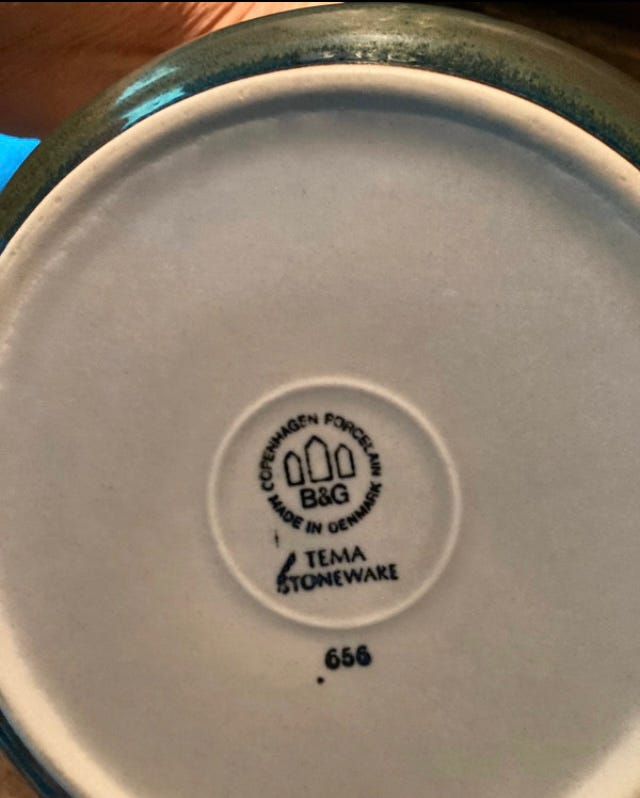 COPENHAGEN PORCELAIN
B&G
MADE IN DENMARK
TEMA
STONEWARE
656